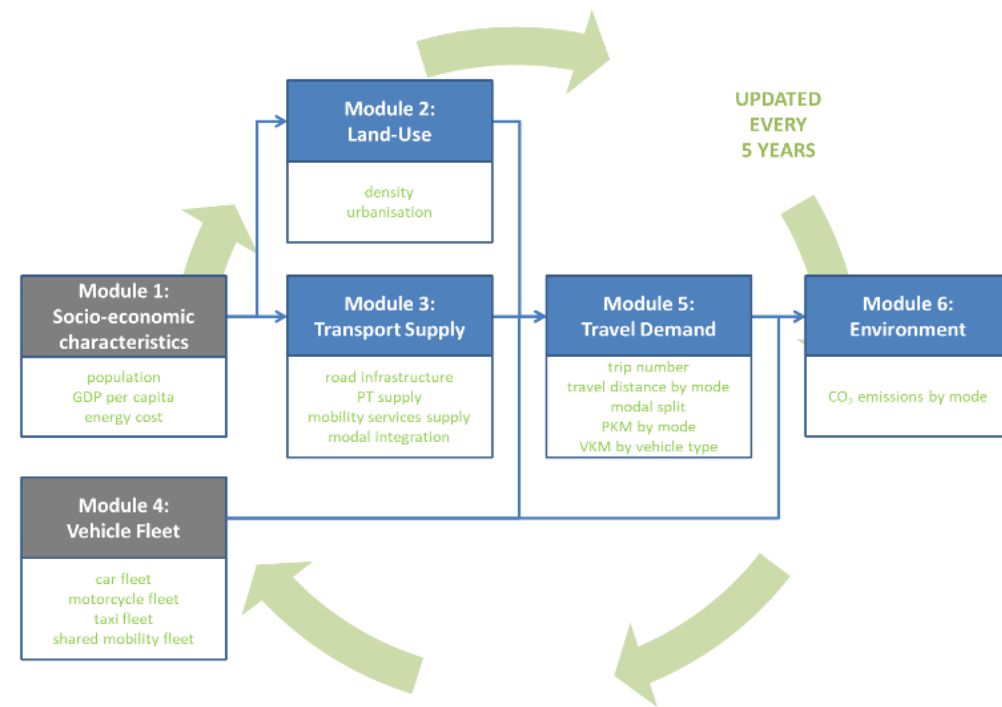 UPDATED
EVERY
5 YEARS
Module 2:
Land-Use
density
urbanisation
Module 1:
Socio-economic
characteristics
population
GDP per capita
energy cost
Module 3:
Transport Supply
road infrastructure
PT supply
mobility services supply
modal integration
Module 5:
Travel Demand
trip number
travel distance by mode
modal split
PKM by mode
VKM by vehicle type
Module 6:
Environment
CO₂ emissions by mode
Module 4:
Vehicle Fleet
car fleet
motorcycle fleet
taxi fleet
shared mobility fleet